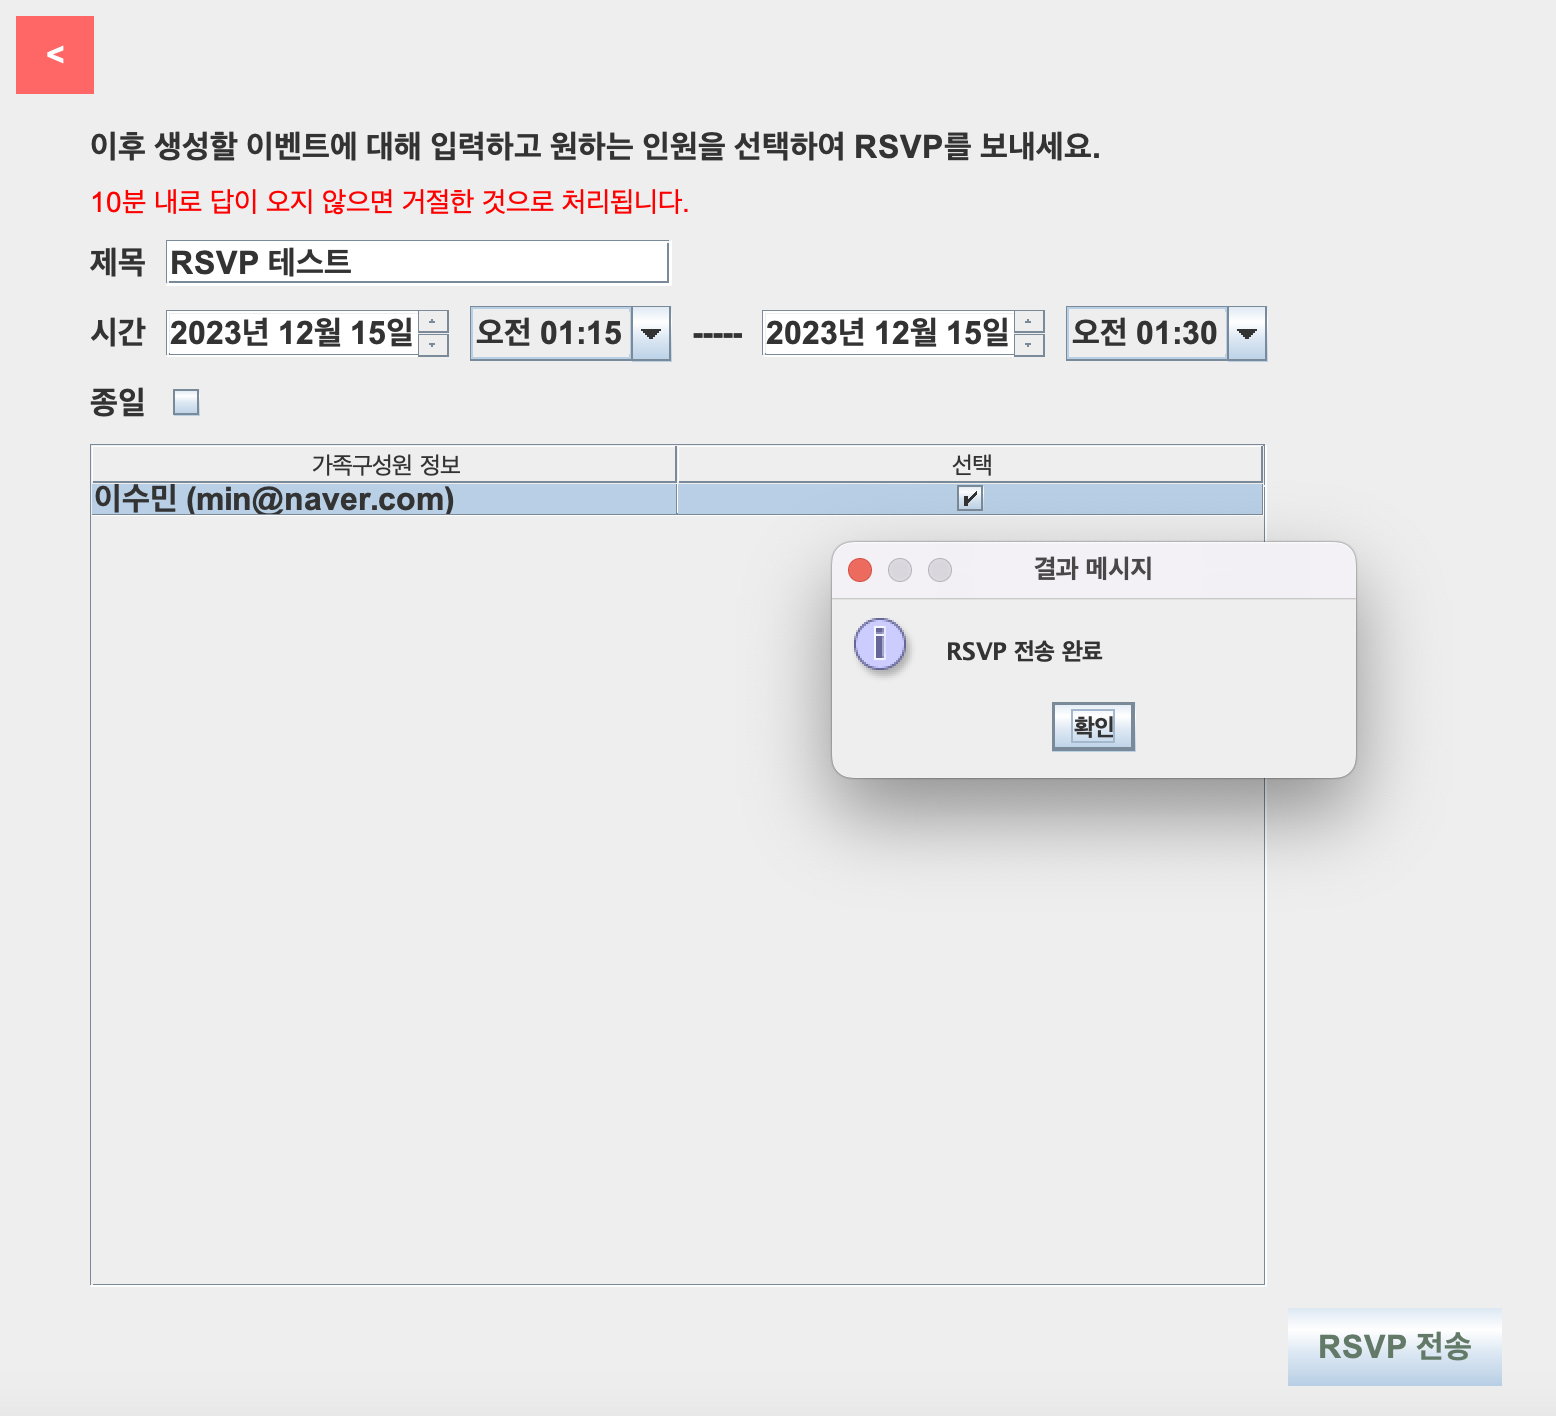 <
이후 생성할 이벤트에 대해 입력하고 원하는 인원을 선택하여 RSVP를 보내세요.
10분 내로 답이 오지 않으면 거절한 것으로 처리됩니다.
제목 RSVP 테스트
시간 2023년 12월 15일 오전 01:15 ----- 2023년 12월 15일 오전 01:30
종일
가족구성원 정보 선택
이수민 (min@naver.com)
결과 메시지
RSVP 전송 완료
확인
RSVP 전송